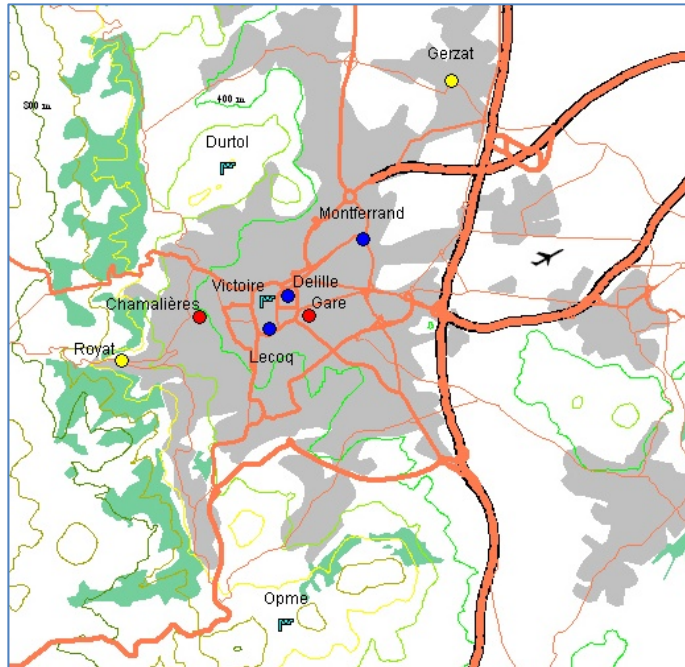 Gerzat
800 m
400 m
Durtol
Montferrand
Victoire
Delille
Chamalières
Gare
Royat
Lecoq
Opme